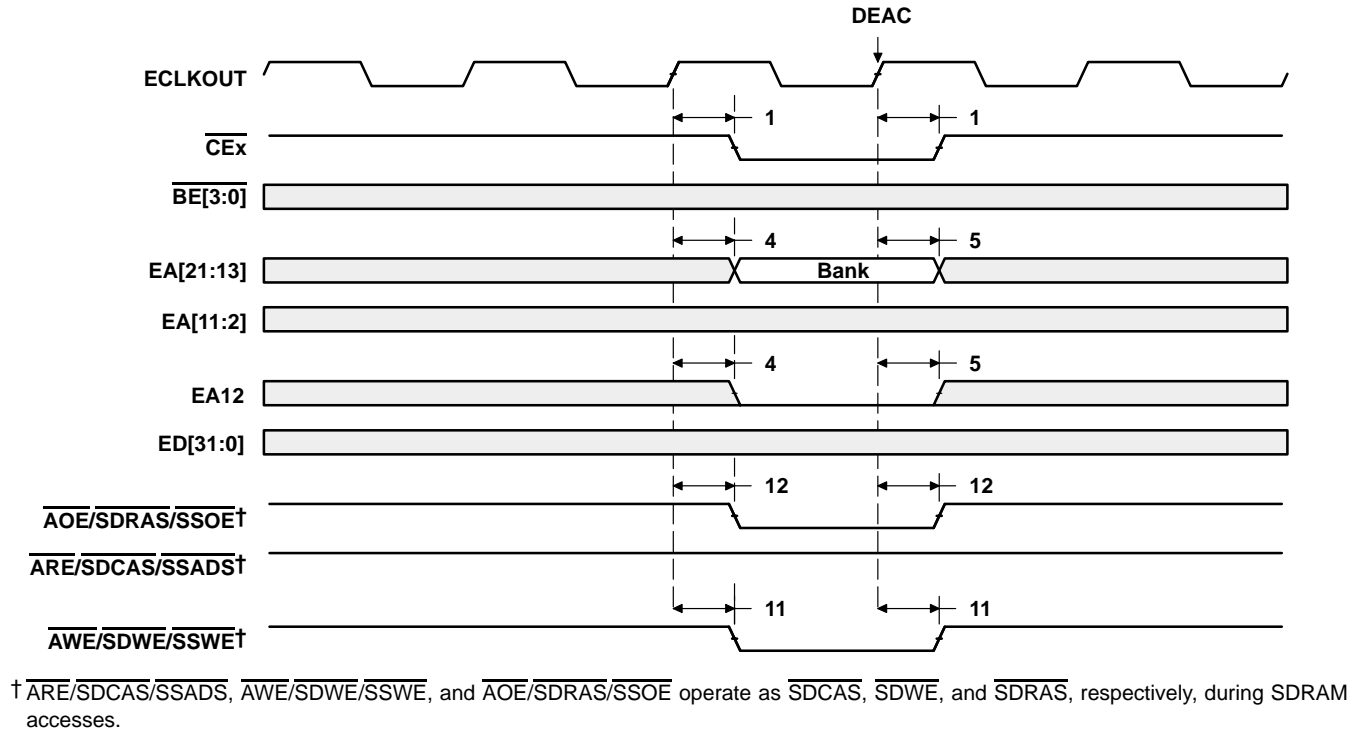 DEAC
ECLKOUT
1 1
CEx
BE[3:0]
4 5
EA[21:13] Bank
EA[11:2]
4 5
EA12
ED[31:0]
12 12
AOE/SDRAS/SSOE†
ARE/SDCAS/SSADS†
11 11
AWE/SDWE/SSWE†
† ARE/SDCAS/SSADS, AWE/SDWE/SSWE, and AOE/SDRAS/SSOE operate as SDCAS, SDWE, and SDRAS, respectively, during SDRAM
accesses.